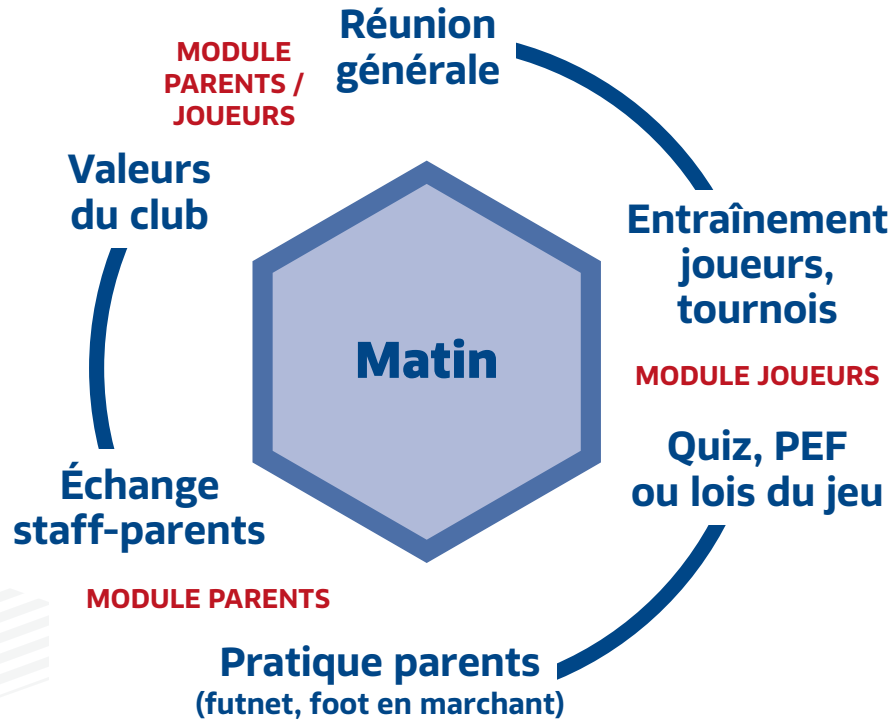 Réunion
générale
MODULE
PARENTS /
JOUEURS
Valeurs
du club
Entraînement
joueurs,
tournois
Matin
MODULE JOUEURS
Quiz, PEF
ou lois du jeu
Échange
staff-parents
MODULE PARENTS
Pratique parents
(futnet, foot en marchant)